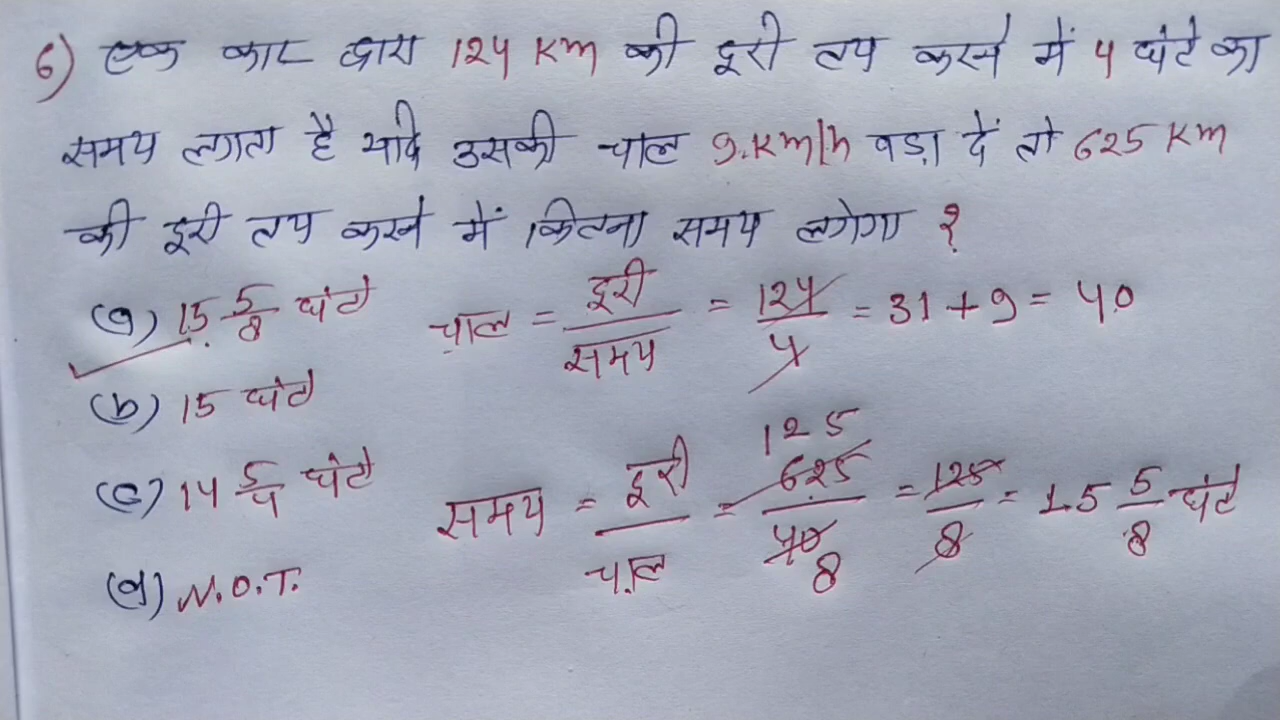 6) एक कार द्वारा 124 Km की दूरी तय करने में 4 घंटे का
समय लगता है यदि उसकी चाल 9.Km/h बड़ा दें तो 625 Km
की दूरी तय करने में कितना समय लगेगा ?
(a) 15 5/8 घंटे
चाल = दूरी/समय = 124/4 = 31 + 9 = 40
(b) 15 घंटे
(c) 14 5/4 घंटे
समय = दूरी/चाल = 625/40 125/8 = 125/8 = 15 5/8 घंटे
(d) N.O.T.